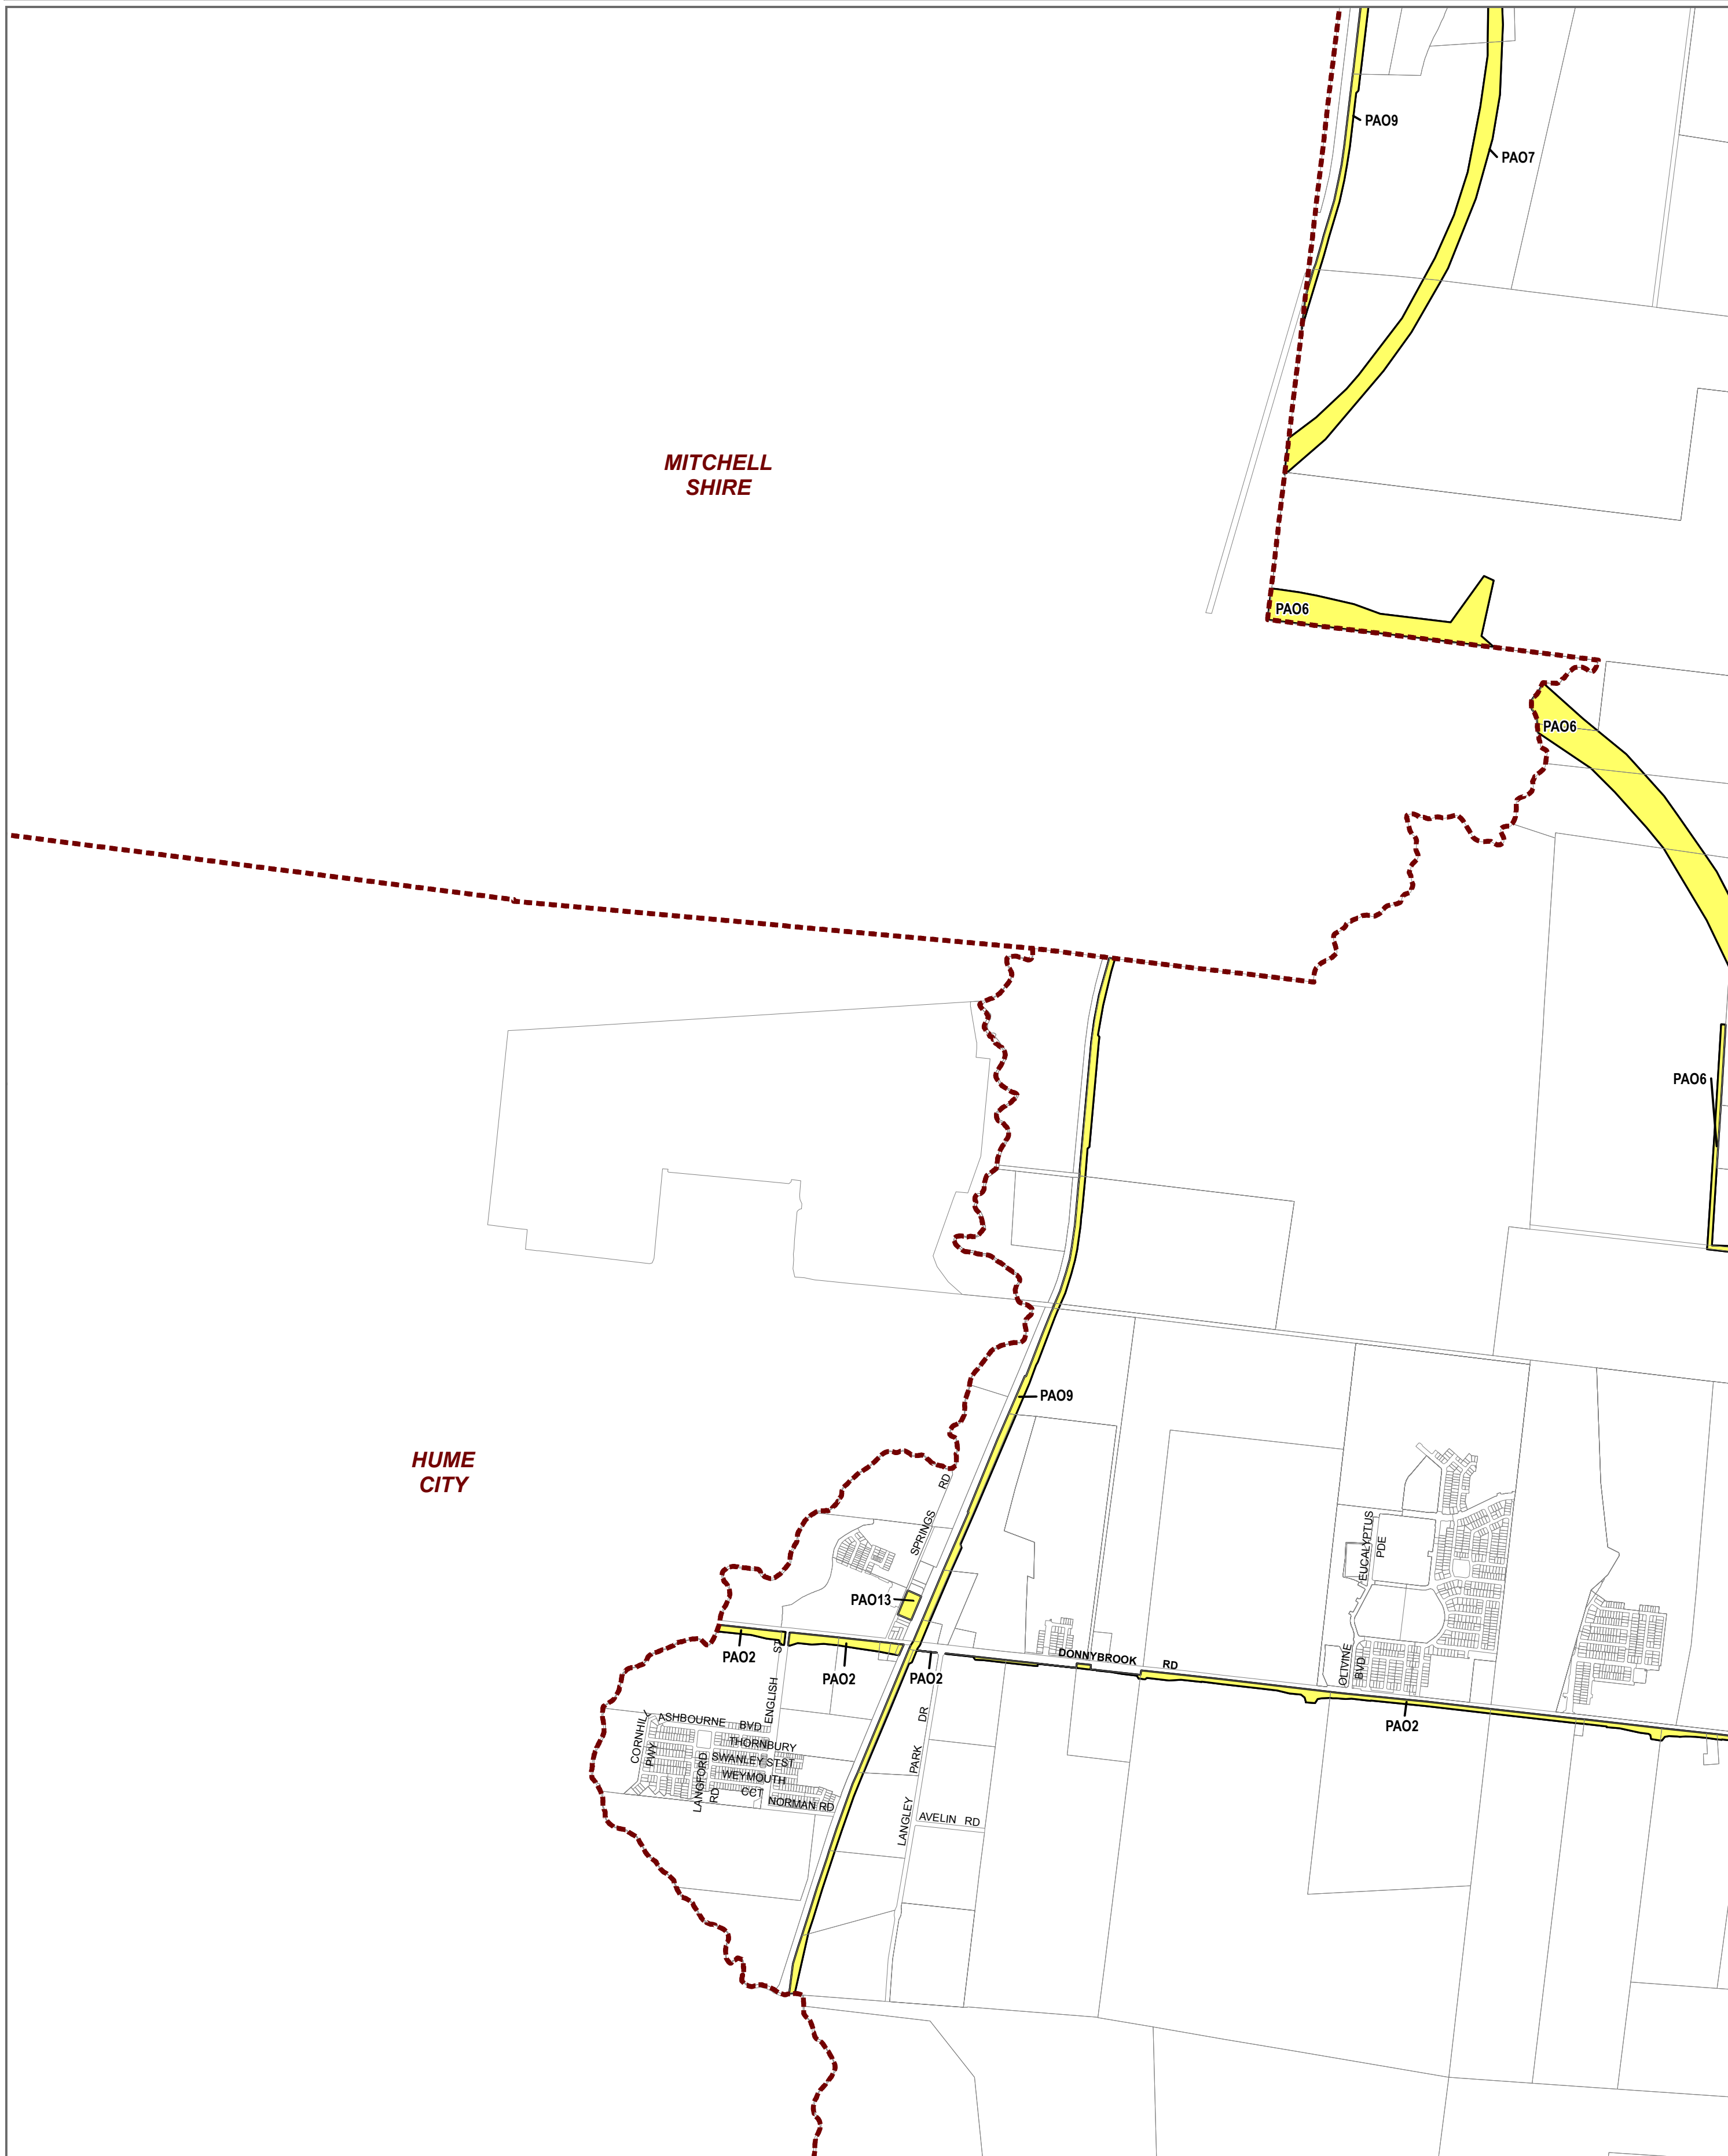 PAO9
PAO7
MITCHELL
SHIRE
PAO6
PAO6
PAO6
PAO9
HUME
CITY
SPRINGS RD
EUCALYPTUS
PDE
PAO13
PAO2
ENGLISH ST
PAO2
PAO2
DONNYBROOK RD
OLIVINE
BVD
PAO2
CORNHILL
PWY
ASHBOURNE BVD
THORNBURY
SWANLEY ST ST
WEYMOUTH
CCT
LANGFORD
RD
NORMAN RD
LANGLEY PARK DR
AVELIN RD